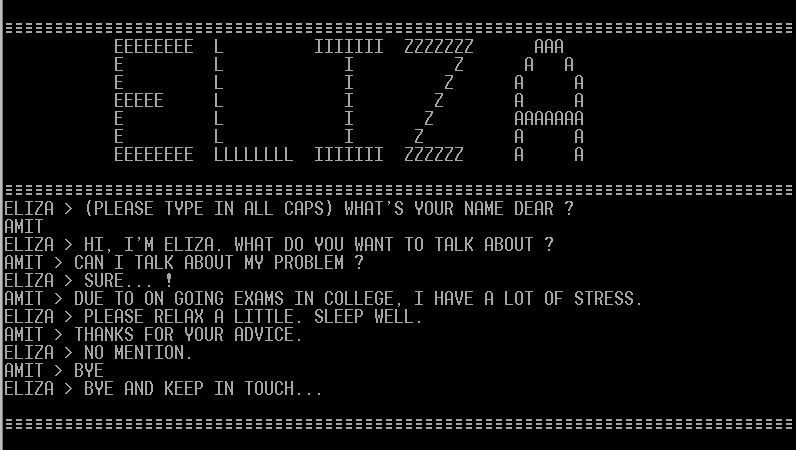 ================================================================================
EEEEEEEE  L         IIIIIII  ZZZZZZZ      AAA
E         L            I          Z      A   A
E         L            I         Z      A     A
EEEEE     L            I        Z       A     A
E         L            I       Z        AAAAAAA
E         L            I      Z         A     A
EEEEEEEE  LLLLLLLL  IIIIIII  ZZZZZZ     A     A
================================================================================
ELIZA > (PLEASE TYPE IN ALL CAPS) WHAT'S YOUR NAME DEAR ?
AMIT
ELIZA > HI, I'M ELIZA. WHAT DO YOU WANT TO TALK ABOUT ?
AMIT > CAN I TALK ABOUT MY PROBLEM ?
ELIZA > SURE... !
AMIT > DUE TO ON GOING EXAMS IN COLLEGE, I HAVE A LOT OF STRESS.
ELIZA > PLEASE RELAX A LITTLE. SLEEP WELL.
AMIT > THANKS FOR YOUR ADVICE.
ELIZA > NO MENTION.
AMIT > BYE
ELIZA > BYE AND KEEP IN TOUCH...
================================================================================